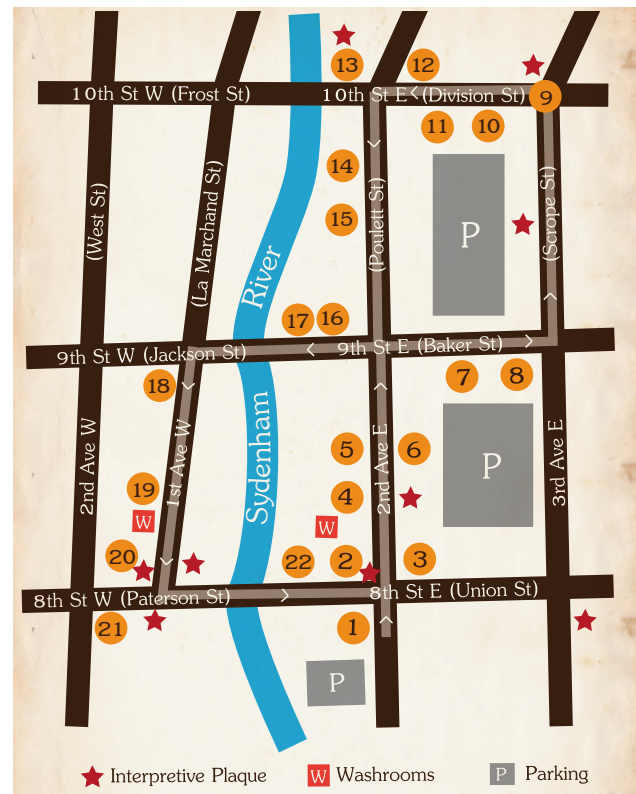 13
12
10th St W (Frost St)
10th St E (Division St)
9
11
10
14
(West St)
(La Marchand St)
(Poulett St)
(Scrope St)
15
P
River
17
16
9th St W (Jackson St)
9th St E (Baker St)
18
7
8
Sydenham
5
6
2nd Ave W
1st Ave W
2nd Ave E
3rd Ave E
P
19
4
W
W
20
22
2
3
8th St W (Paterson St)
8th St E (Union St)
21
1
P
Interpretive Plaque
W Washrooms
P Parking